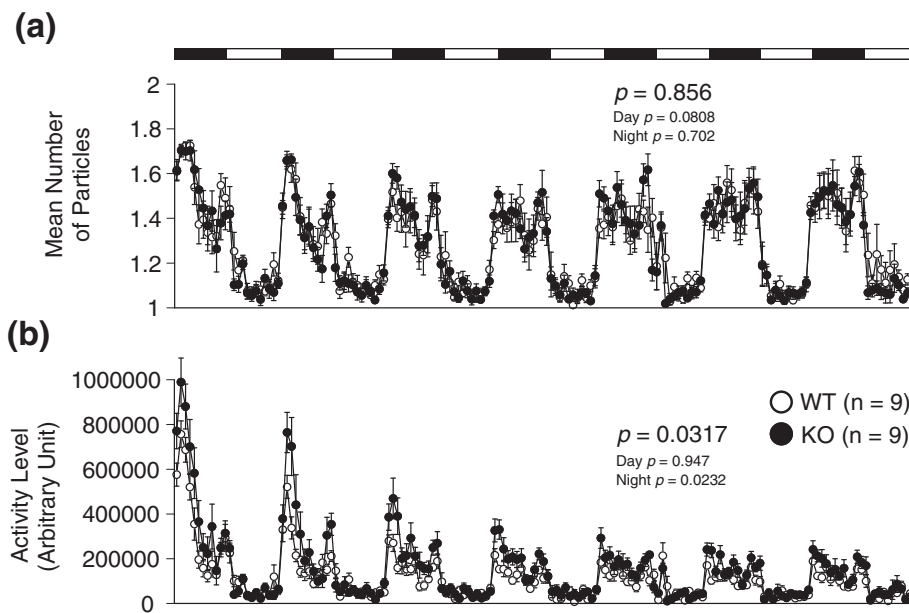 (a)
2
1.8
1.6
1.4
1.2
1
Mean Number
of Particles
p = 0.856
Day p = 0.0808
Night p = 0.702
(b)
1000000
800000
600000
400000
200000
0
Activity Level
(Arbitrary Unit)
p = 0.0317
Day p = 0.947
Night p = 0.0232
WT (n = 9)
KO (n = 9)